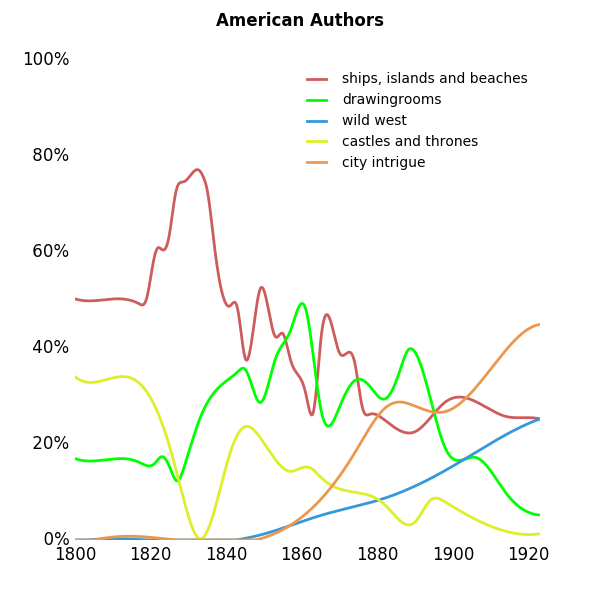 American Authors
100%
ships, islands and beaches
drawingrooms
wild west
castles and thrones
city intrigue
80%
60%
40%
20%
0%
1800 1820 1840 1860 1880 1900 1920